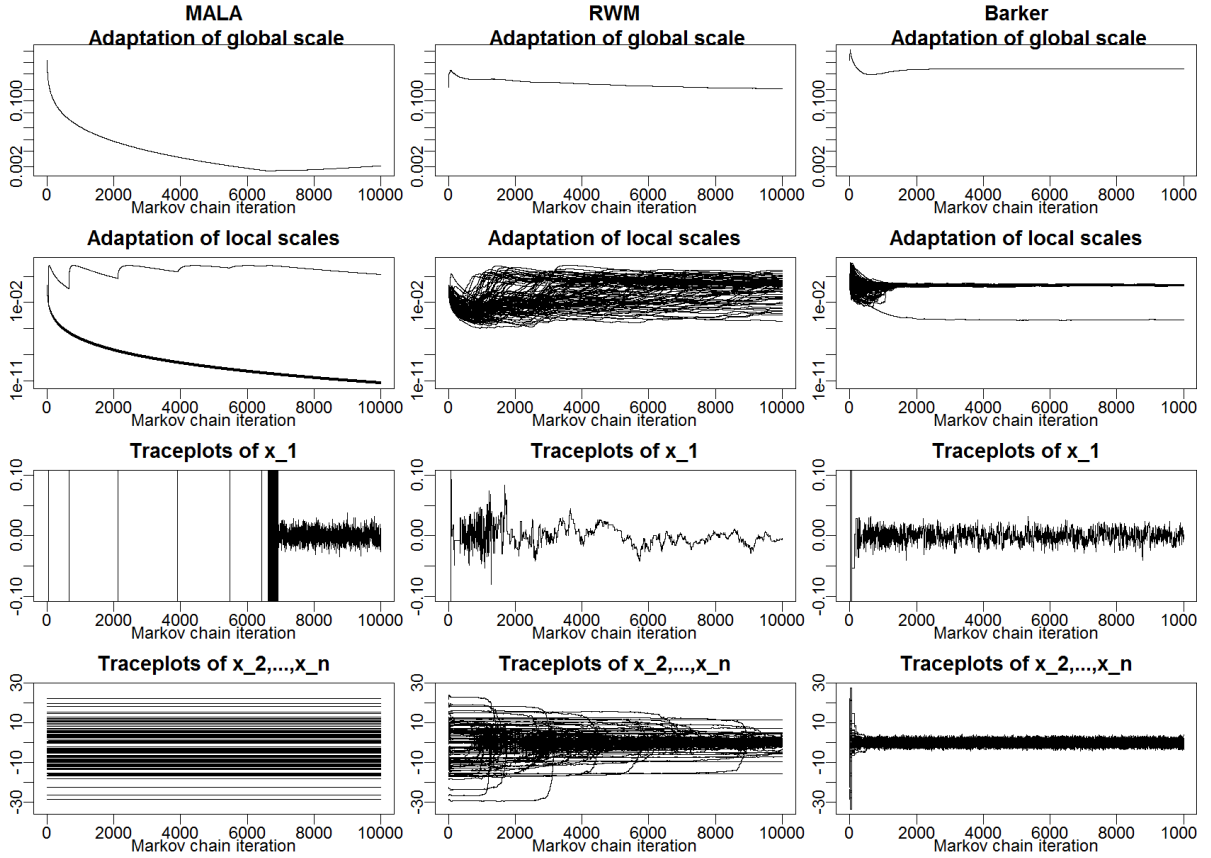 MALA
Adaptation of global scale
0.100
0.002
0 2000 4000 6000 8000 10000
Markov chain iteration
RWM
Adaptation of global scale
0.100
0.002
0 2000 4000 6000 8000 10000
Markov chain iteration
Barker
Adaptation of global scale
0.100
0.002
0 2000 4000 6000 8000 1000
Markov chain iteration
Adaptation of local scales
1e-02
1e-11
0 2000 4000 6000 8000 10000
Markov chain iteration
Adaptation of local scales
1e-02
1e-11
0 2000 4000 6000 8000 10000
Markov chain iteration
Adaptation of local scales
1e-02
1e-11
0 2000 4000 6000 8000 1000
Markov chain iteration
Traceplots of x_1
0.10
0.00
-0.10
0 2000 4000 6000 8000 10000
Markov chain iteration
Traceplots of x_1
0.10
0.00
-0.10
0 2000 4000 6000 8000 10000
Markov chain iteration
Traceplots of x_1
0.10
0.00
-0.10
0 2000 4000 6000 8000 1000
Markov chain iteration
Traceplots of x_2,...,x_n
30
10
-10
-30
0 2000 4000 6000 8000 10000
Markov chain iteration
Traceplots of x_2,...,x_n
30
10
-10
-30
0 2000 4000 6000 8000 10000
Markov chain iteration
Traceplots of x_2,...,x_n
30
10
-10
-30
0 2000 4000 6000 8000 1000
Markov chain iteration